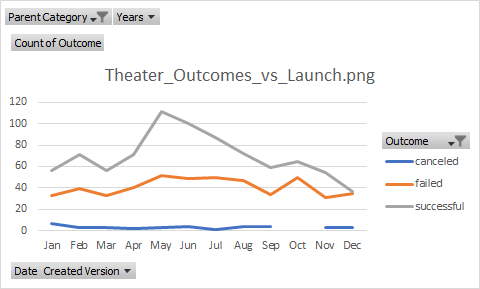 Parent Category Years
Count of Outcome
Theater_Outcomes_vs_Launch.png
120
100
80
60
40
20
0
Jan Feb Mar Apr May Jun Jul Aug Sep Oct Nov Dec
Outcome
canceled
failed
successful
Date Created Version